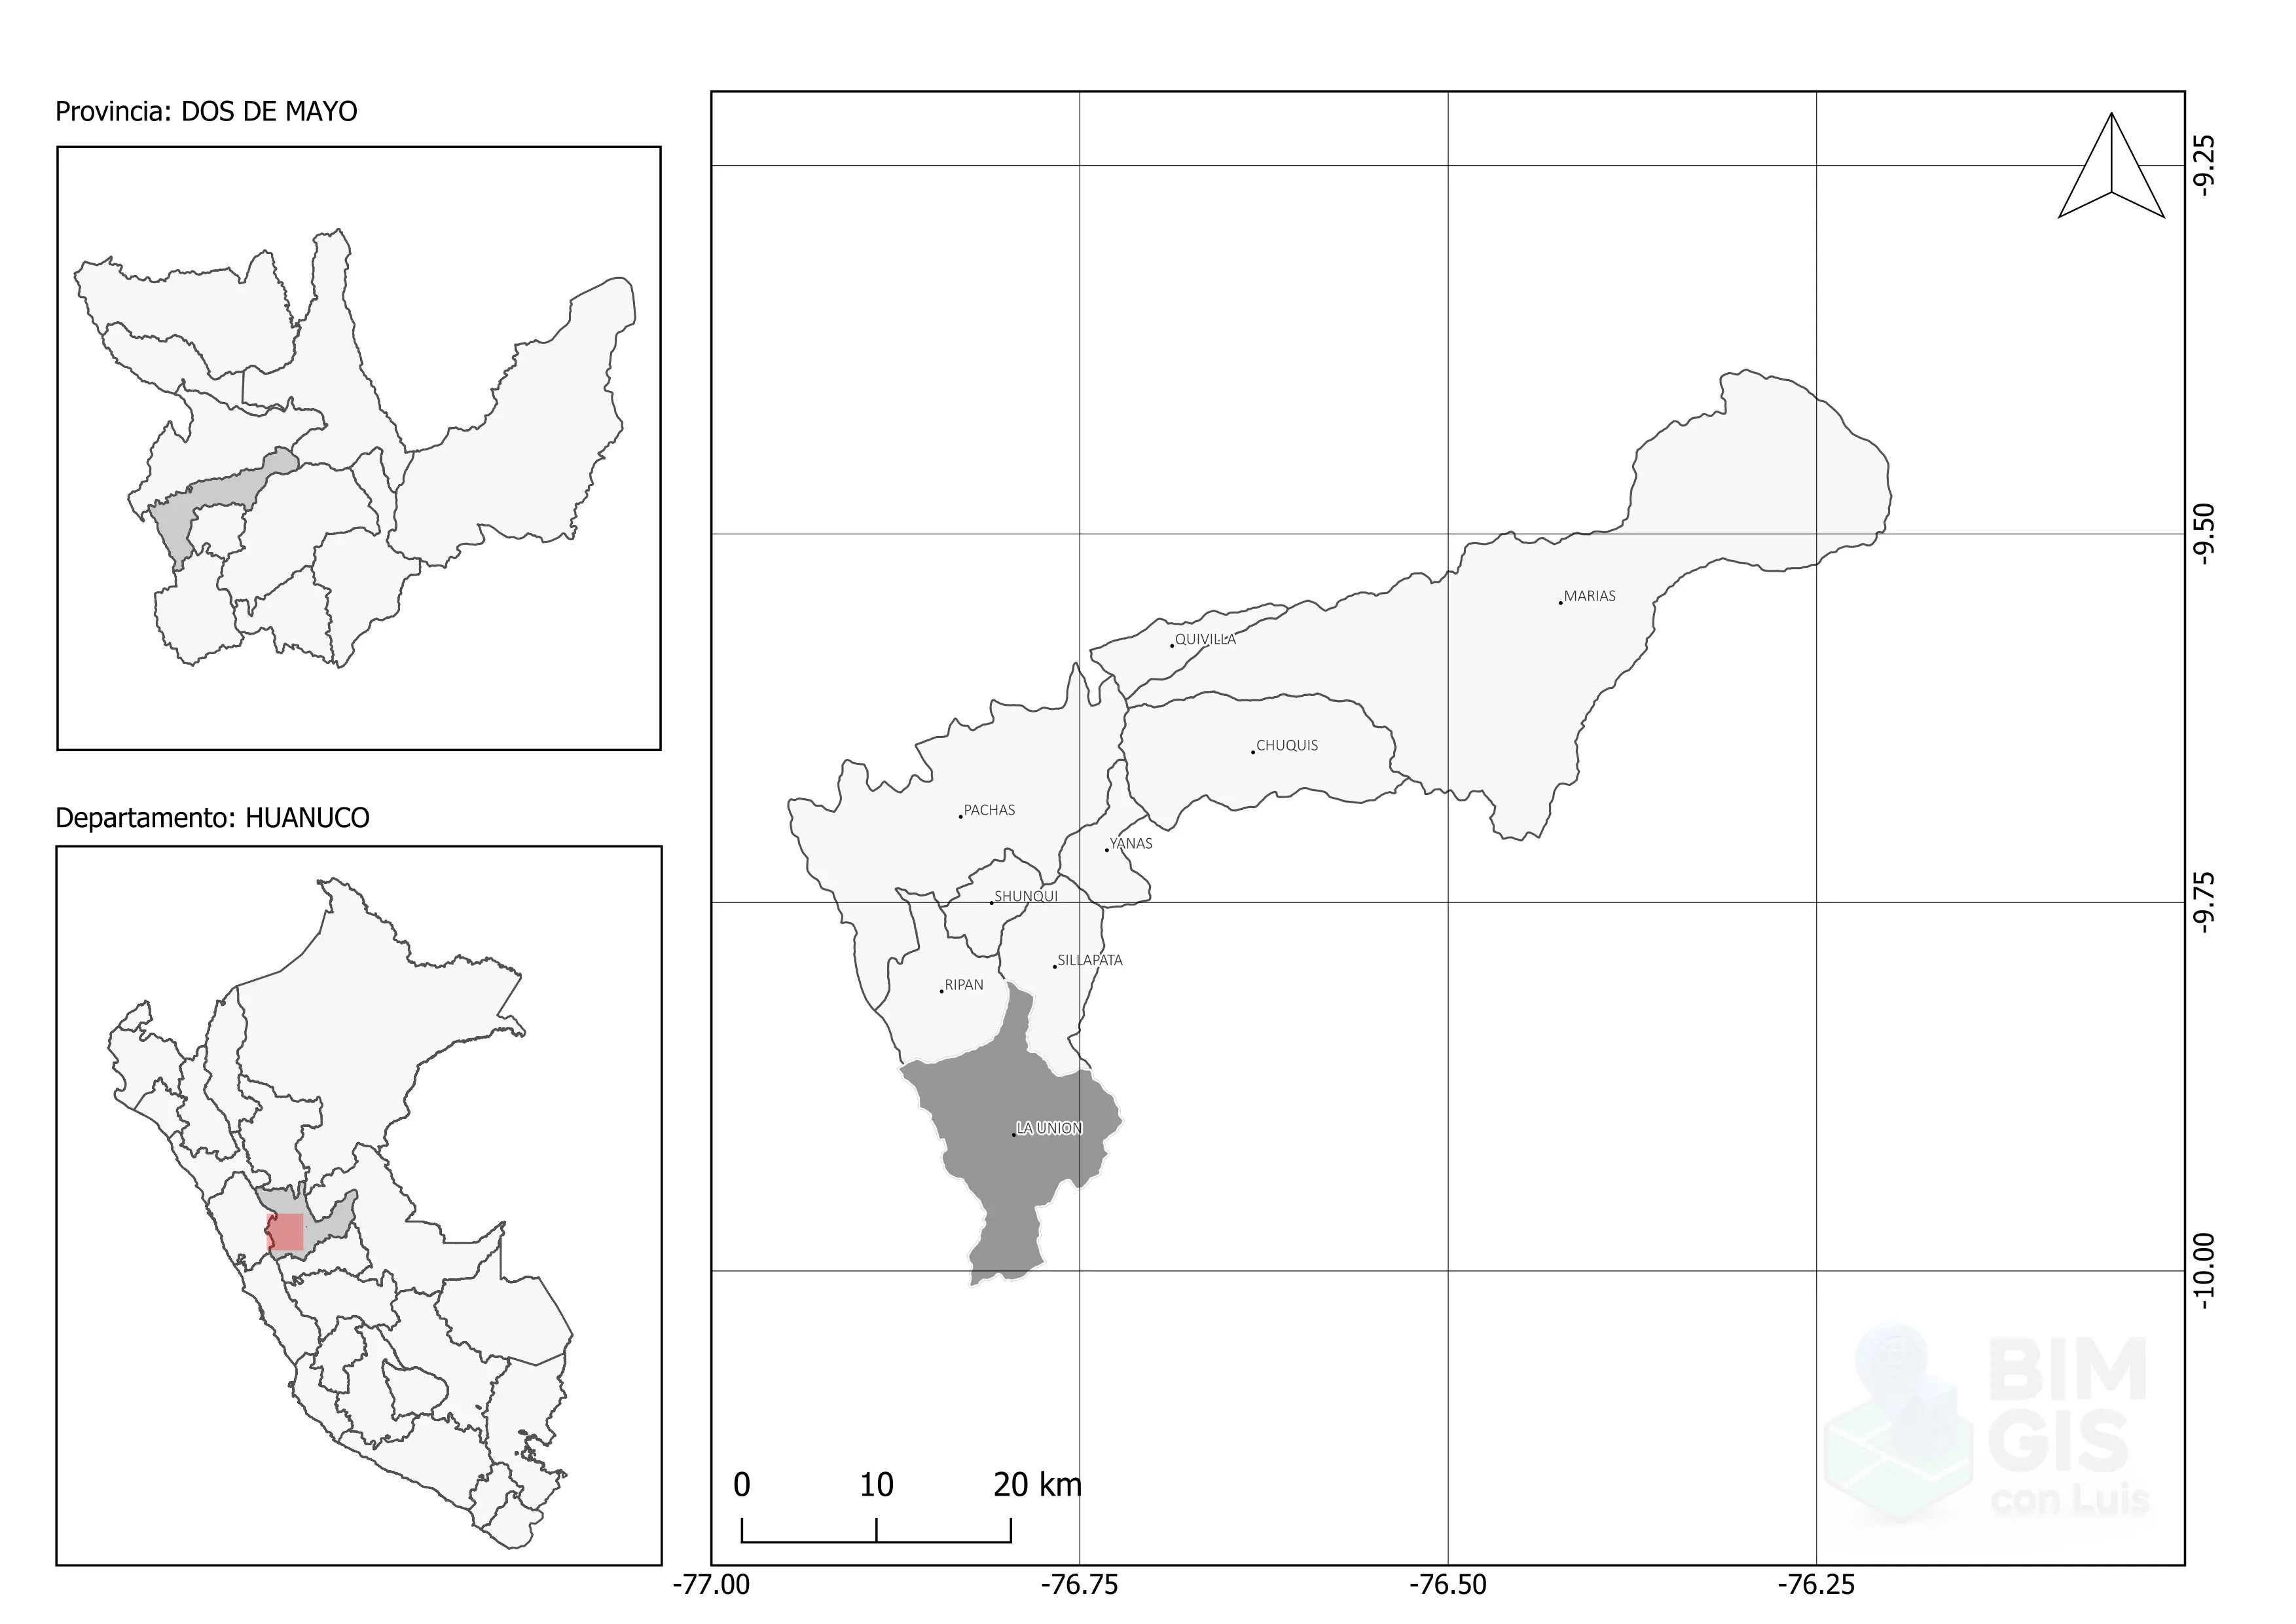 Provincia: DOS DE MAYO
Departamento: HUANUCO
-9.25
-9.50
-9.75
-10.00
MARIAS
QUIVILLA
CHUQUIS
PACHAS
YANAS
SHUNQUI
SILLAPATA
RIPAN
LA UNION
BIM
GIS
con Luis
0 10 20 km
-77.00 -76.75 -76.50 -76.25